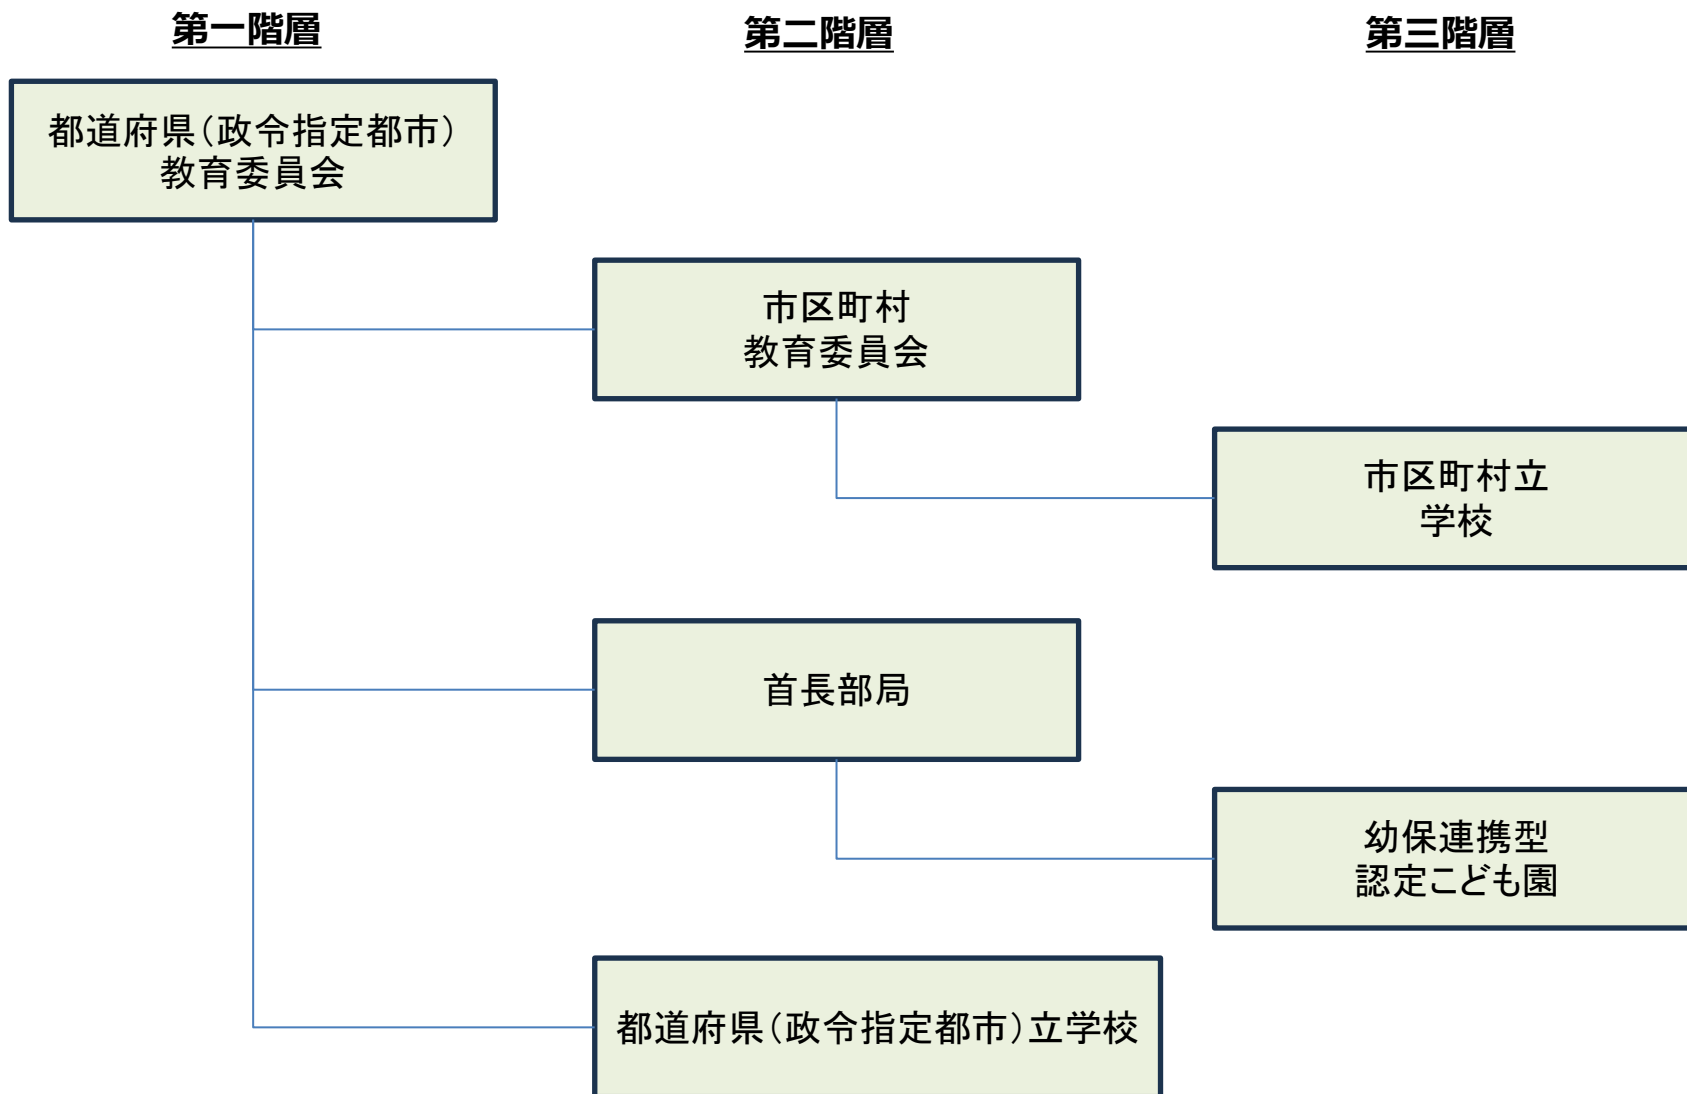 第一階層
第二階層
第三階層
都道府県（政令指定都市）
教育委員会
市区町村
教育委員会
市区町村立
学校
首長部局
幼保連携型
認定こども園
都道府県（政令指定都市）立学校